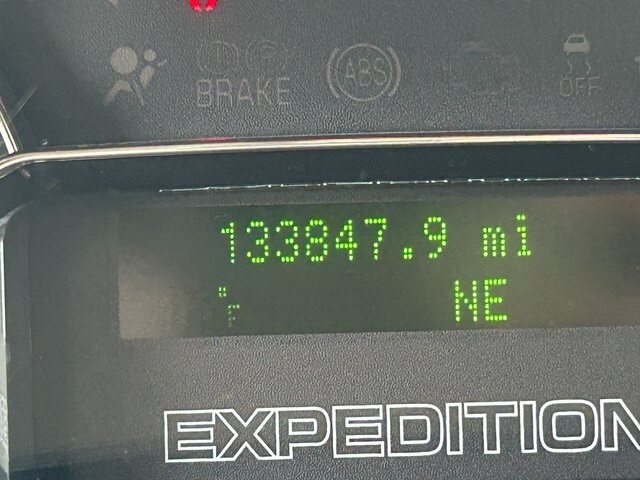 BRAKE ABS OFF
133847.9 mi
°F NE
EXPEDITION